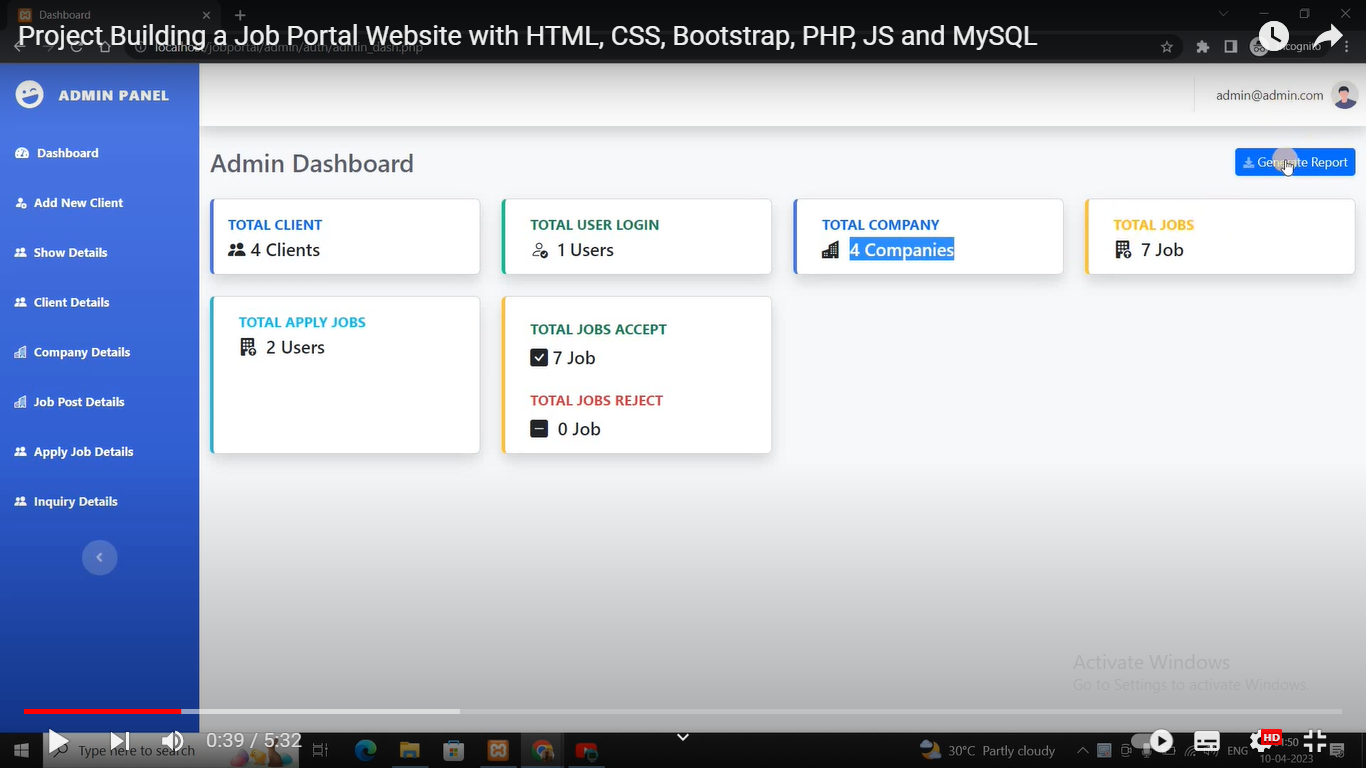 Dashboard
Project Building a Job Portal Website with HTML, CSS, Bootstrap, PHP, JS and MySQL
localhost/jobportal/admin/auth/admin_dash.php
Incognito
ADMIN PANEL
admin@admin.com
Dashboard
Add New Client
Show Details
Client Details
Company Details
Job Post Details
Apply Job Details
Inquiry Details
Admin Dashboard
Generate Report
TOTAL CLIENT
4 Clients
TOTAL USER LOGIN
1 Users
TOTAL COMPANY
4 Companies
TOTAL JOBS
7 Job
TOTAL APPLY JOBS
2 Users
TOTAL JOBS ACCEPT
7 Job
TOTAL JOBS REJECT
0 Job
Activate Windows
Go to Settings to activate Windows.
0:39 / 5:32
HD
Type here to search
30°C Partly cloudy
ENG
10-04-2023